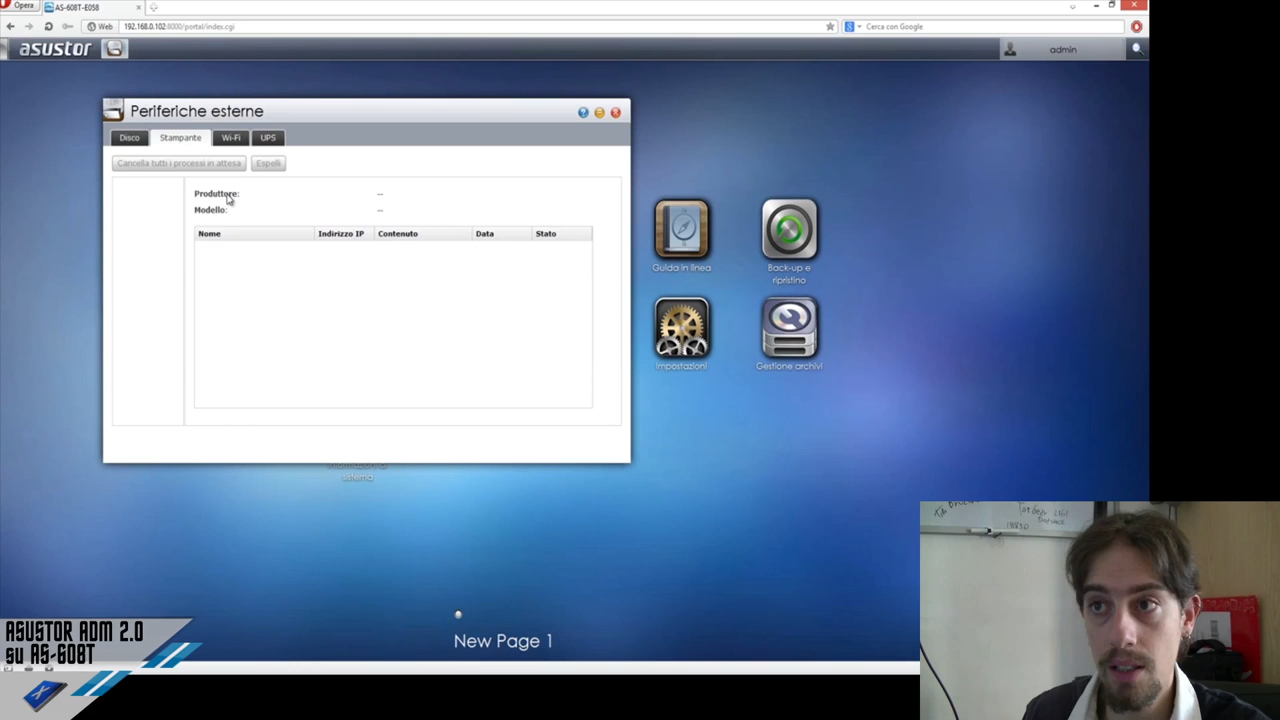 Opera
AS-608T-E058
Web
192.168.0.102:8000/portal/index.cgi
Cerca con Google
asustor
admin
Periferiche esterne
Disco
Stampante
Wi-Fi
UPS
Cancella tutti i processi in attesa
Espelli
Produttore: --
Modello: --
Nome
Indirizzo IP
Contenuto
Data
Stato
Guida in linea
Back-up e
ripristino
Impostazioni
Gestione archivi
Informazioni di
sistema
New Page 1
ASUSTOR ADM 2.0
su AS-608T
X